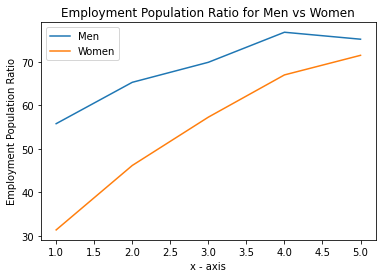 Employment Population Ratio for Men vs Women
Men
Women
Employment Population Ratio
70
60
50
40
30
1.0 1.5 2.0 2.5 3.0 3.5 4.0 4.5 5.0
x - axis